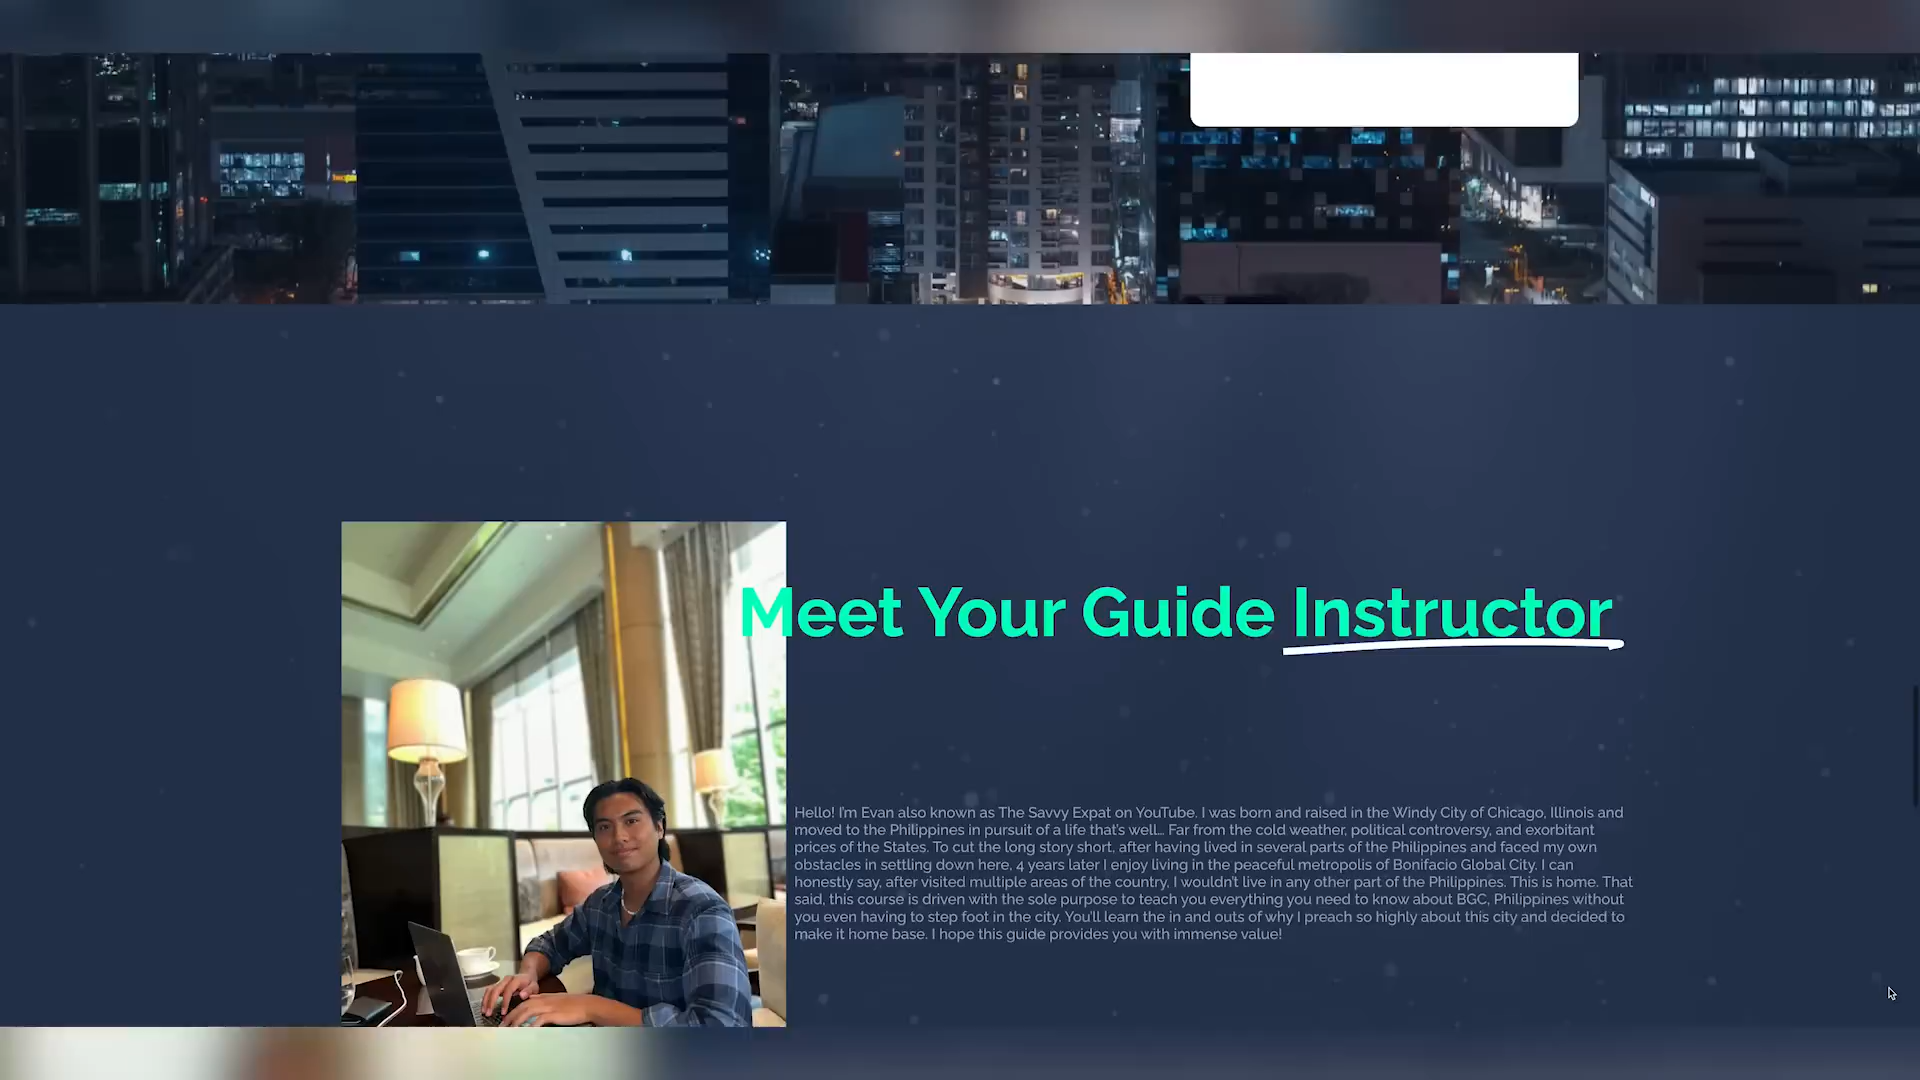 Meet Your Guide Instructor
Hello! I'm Evan also known as The Savvy Expat on YouTube. I was born and raised in the Windy City of Chicago, Illinois and
moved to the Philippines in pursuit of a life that's well... Far from the cold weather, political controversy, and exorbitant
prices of the States. To cut the long story short, after having lived in several parts of the Philippines and faced my own
obstacles in settling down here, 4 years later I enjoy living in the peaceful metropolis of Bonifacio Global City. I can
honestly say, after visited multiple areas of the country, I wouldn't live in any other part of the Philippines. This is home. That
said, this course is driven with the sole purpose to teach you everything you need to know about BGC, Philippines without
you even having to step foot in the city. You'll learn the in and outs of why I preach so highly about this city and decided to
make it home base. I hope this guide provides you with immense value!